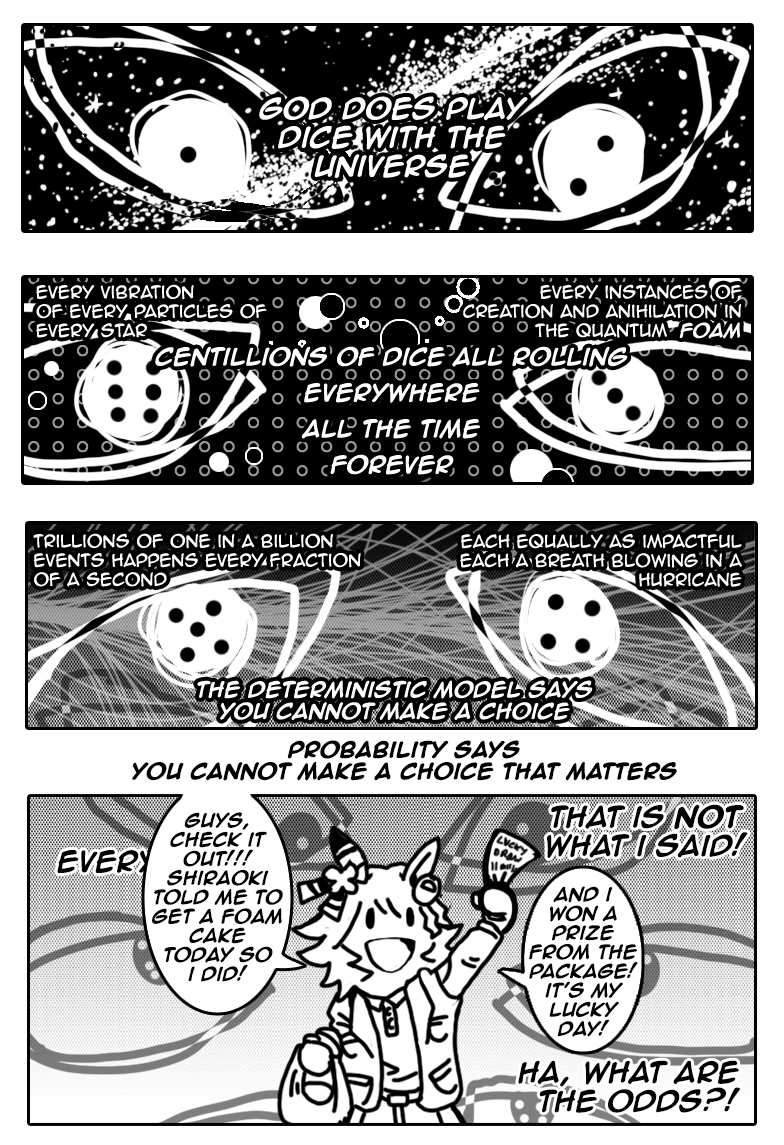 GOD DOES PLAY
DICE WITH THE
UNIVERSE
EVERY VIBRATION
OF EVERY PARTICLES OF
EVERY STAR
EVERY INSTANCES OF
CREATION AND ANIHILATION IN
THE QUANTUM FOAM
CENTILLIONS OF DICE ALL ROLLING
EVERYWHERE
ALL THE TIME
FOREVER
TRILLIONS OF ONE IN A BILLION
EVENTS HAPPENS EVERY FRACTION
OF A SECOND
EACH EQUALLY AS IMPACTFUL
EACH A BREATH BLOWING IN A
HURRICANE
THE DETERMINISTIC MODEL SAYS
YOU CANNOT MAKE A CHOICE
PROBABILITY SAYS
YOU CANNOT MAKE A CHOICE THAT MATTERS
EVERY
GUYS,
CHECK IT
OUT!!!
SHIRAOKI
TOLD ME TO
GET A FOAM
CAKE
TODAY SO
I DID!
LUCKY
DRAW
THAT IS NOT
WHAT I SAID!
AND I
WON A
PRIZE
FROM THE
PACKAGE!
IT'S MY
LUCKY
DAY!
HA, WHAT ARE
THE ODDS?!